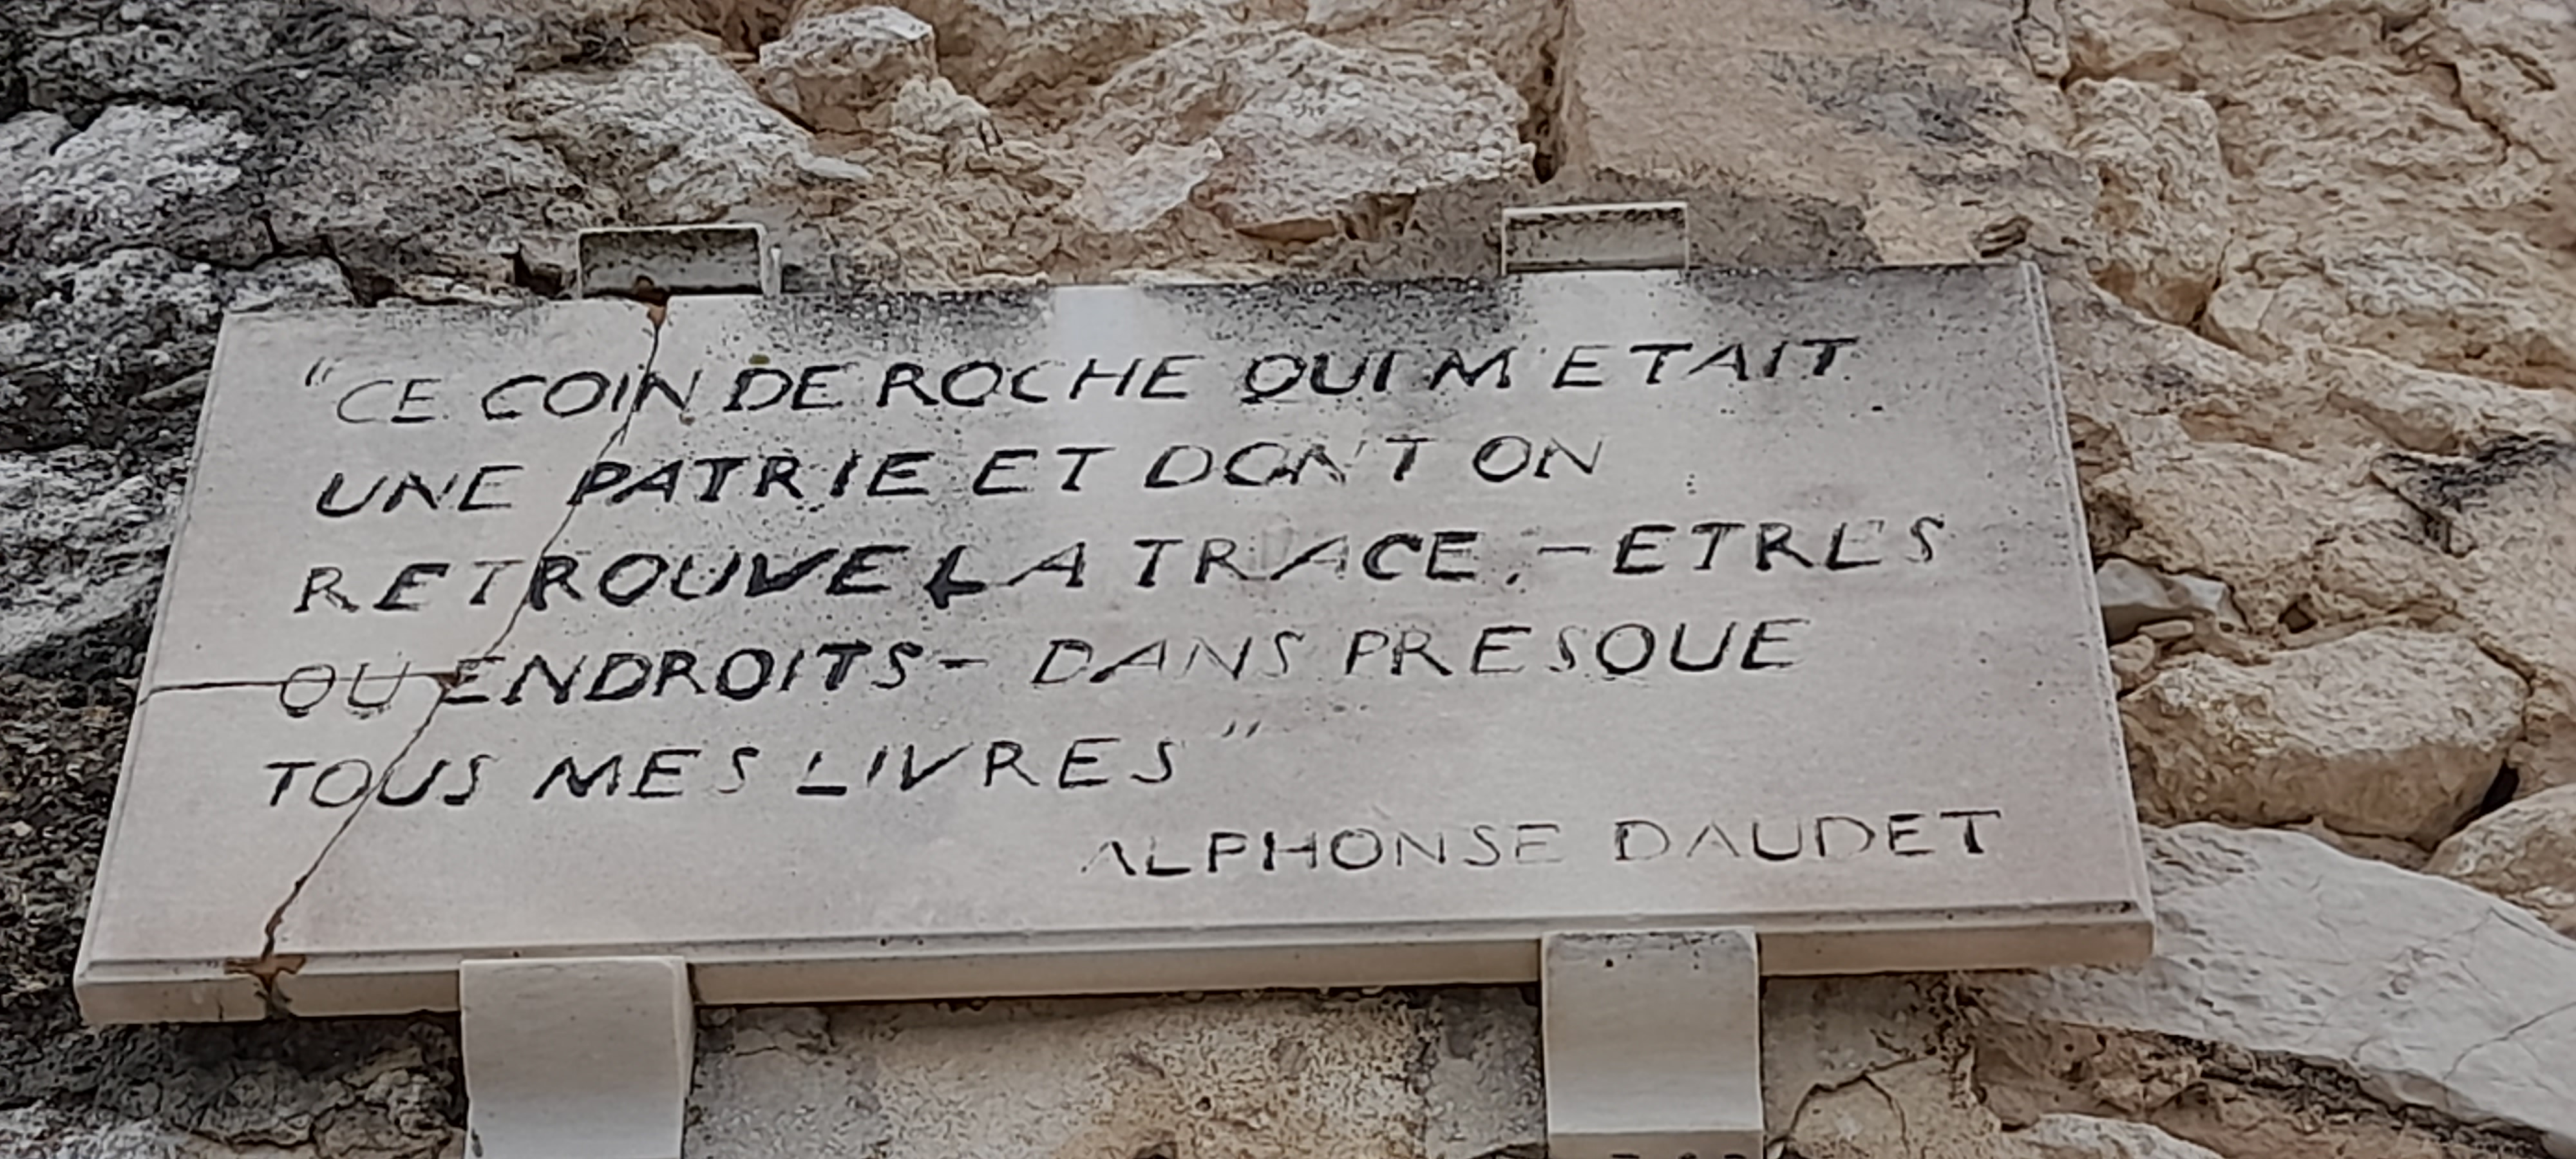 "CE COIN DE ROCHE QUI M'ETAIT
UNE PATRIE ET DONT ON
RETROUVE LA TRACE, - ETRES
OU ENDROITS - DANS PRESQUE
TOUS MES LIVRES"
ALPHONSE DAUDET